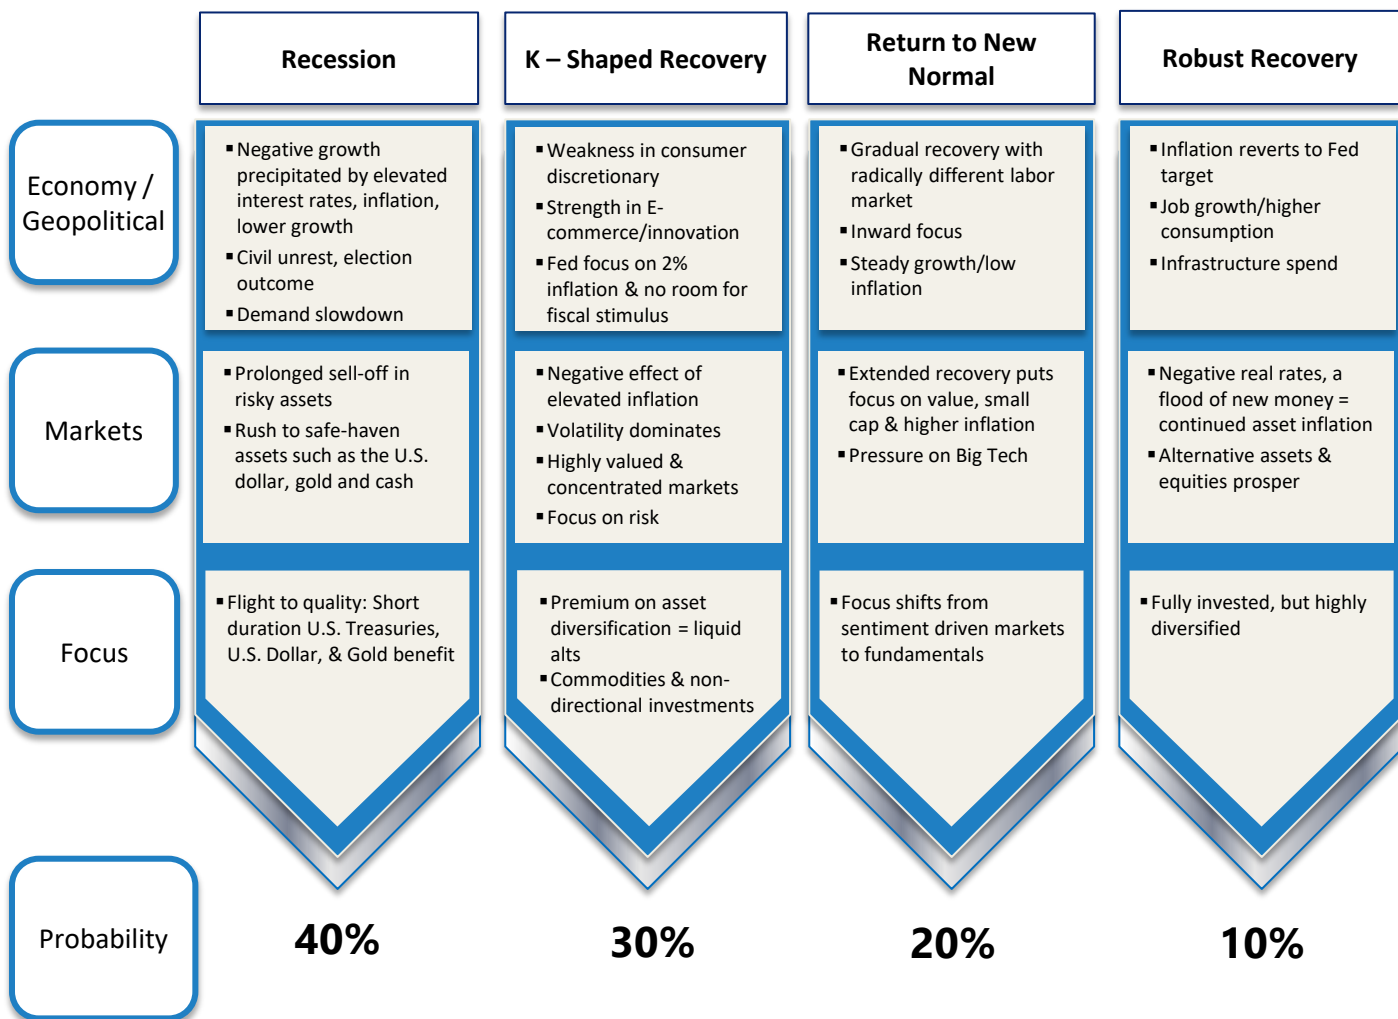 Recession
K – Shaped Recovery
Return to New
Normal
Robust Recovery
Economy /
Geopolitical
▪ Negative growth
precipitated by elevated
interest rates, inflation,
lower growth
▪ Civil unrest, election
outcome
▪ Demand slowdown
▪ Weakness in consumer
discretionary
▪ Strength in E-
commerce/innovation
▪ Fed focus on 2%
inflation & no room for
fiscal stimulus
▪ Gradual recovery with
radically different labor
market
▪ Inward focus
▪ Steady growth/low
inflation
▪ Inflation reverts to Fed
target
▪ Job growth/higher
consumption
▪ Infrastructure spend
Markets
▪ Prolonged sell-off in
risky assets
▪ Rush to safe-haven
assets such as the U.S.
dollar, gold and cash
▪ Negative effect of
elevated inflation
▪ Volatility dominates
▪ Highly valued &
concentrated markets
▪ Focus on risk
▪ Extended recovery puts
focus on value, small
cap & higher inflation
▪ Pressure on Big Tech
▪ Negative real rates, a
flood of new money =
continued asset inflation
▪ Alternative assets &
equities prosper
Focus
▪ Flight to quality: Short
duration U.S. Treasuries,
U.S. Dollar, & Gold benefit
▪ Premium on asset
diversification = liquid
alts
▪ Commodities & non-
directional investments
▪ Focus shifts from
sentiment driven markets
to fundamentals
▪ Fully invested, but highly
diversified
Probability
40%
30%
20%
10%